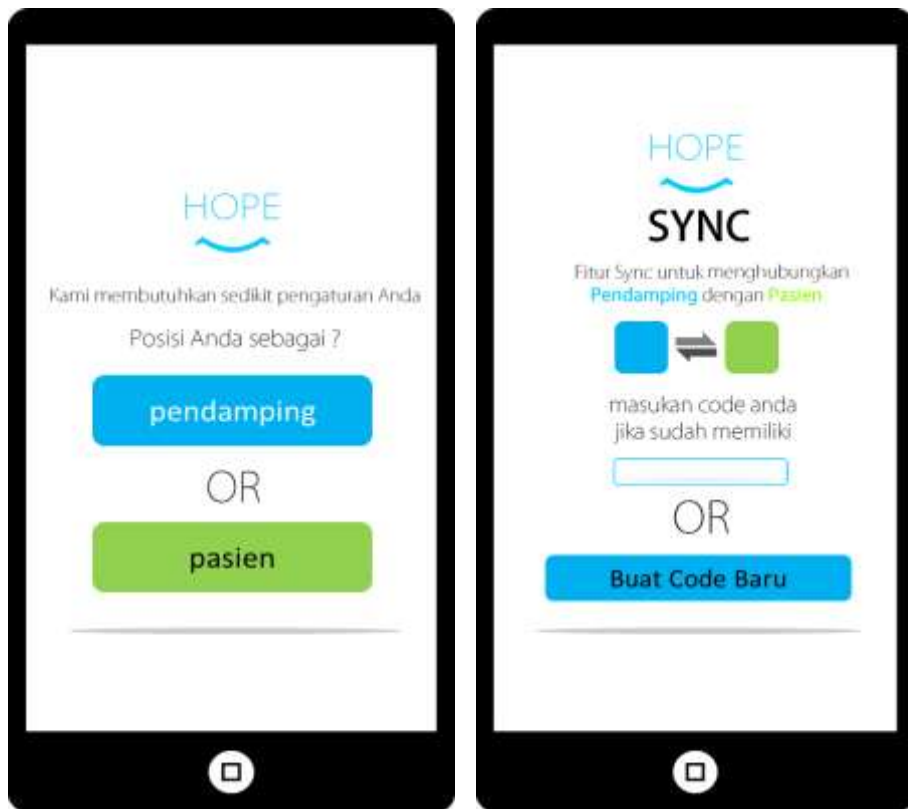 HOPE
Kami membutuhkan sedikit pengaturan Anda
Posisi Anda sebagai ?
pendamping
OR
pasien
HOPE
SYNC
Fitur Sync untuk menghubungkan
Pendamping dengan Pasien
masukan code anda
jika sudah memiliki
OR
Buat Code Baru